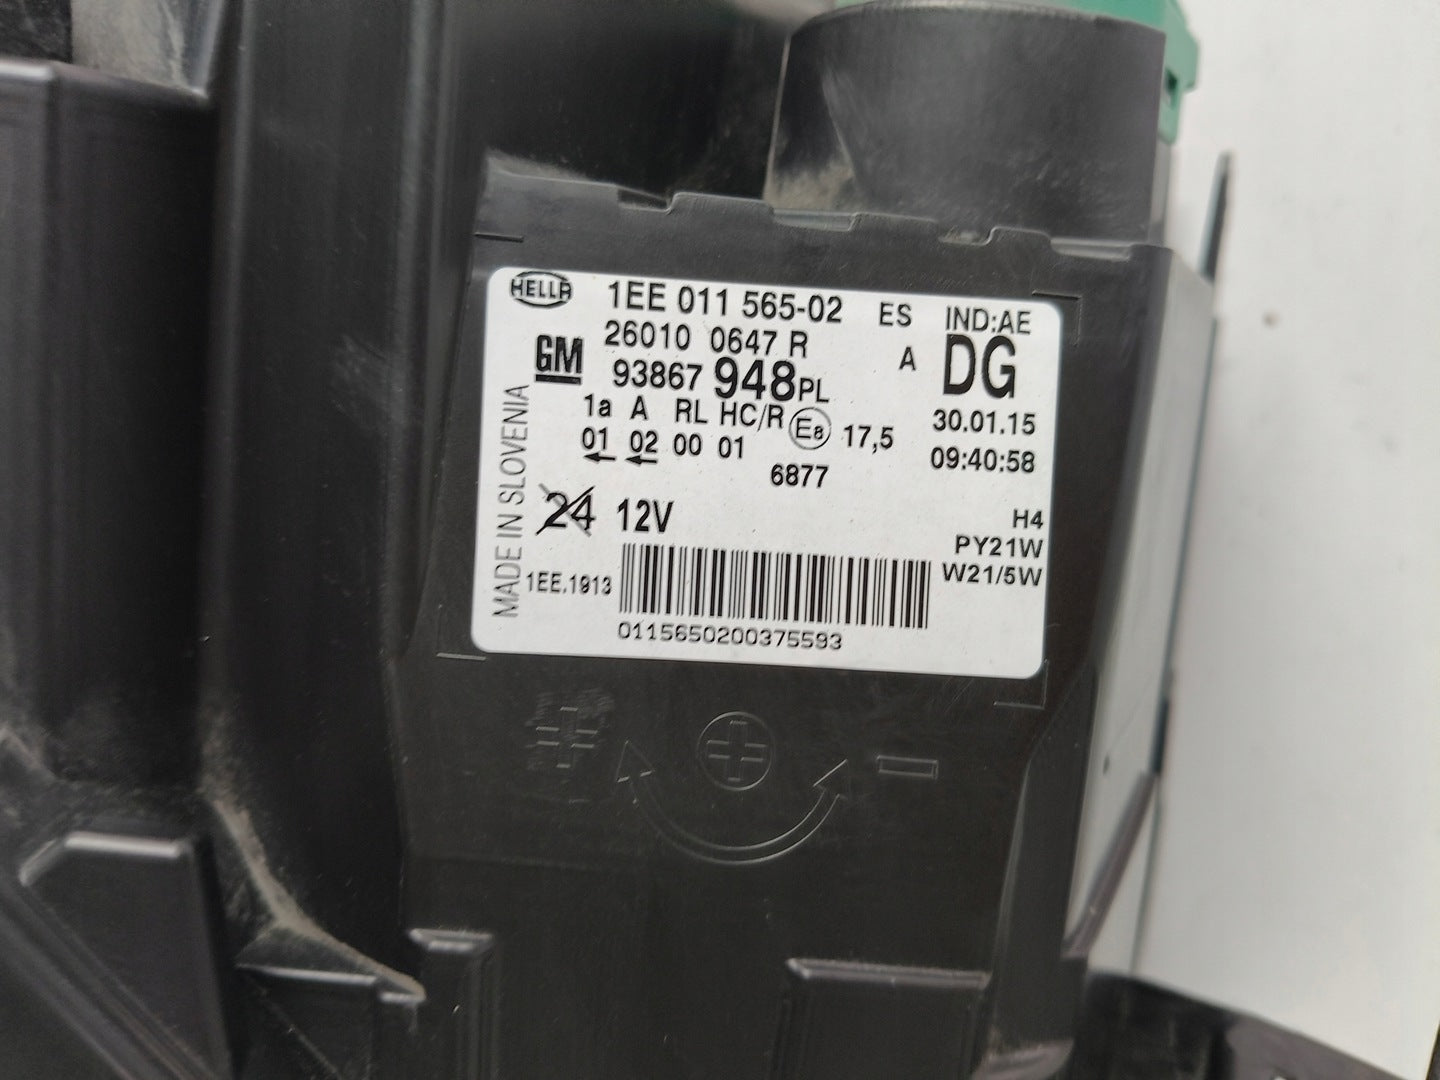 HELLA 1EE 011 565-02 ES IND:AE
26010 0647 R A DG
GM 93867 948PL
1a A RL HC/R E8 17,5 30.01.15
01 02 00 01 6877 09:40:58
MADE IN SLOVENIA
24 12V H4
PY21W
W21/5W
1EE.1913
0115650200375593